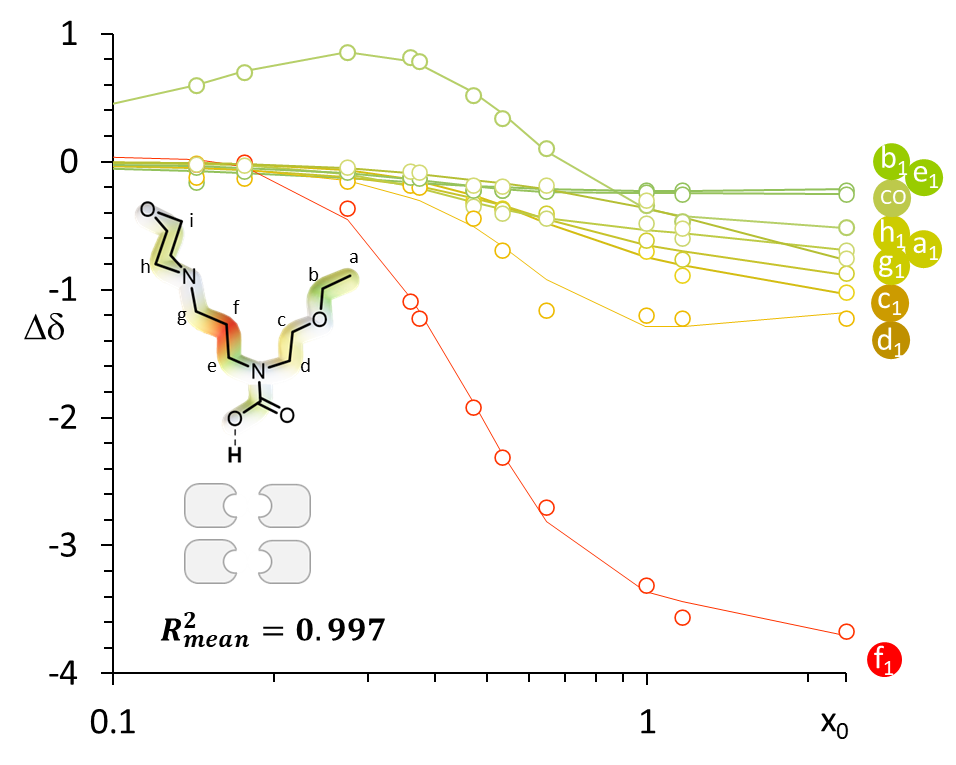 1
0
-1
Δδ
-2
-3
-4
0.1
1
x₀
b₁
e₁
co
h₁
a₁
g₁
c₁
d₁
f₁
O
i
h
N
g
f
e
b
a
c
O
d
N
O
O
H
R²mean = 0.997